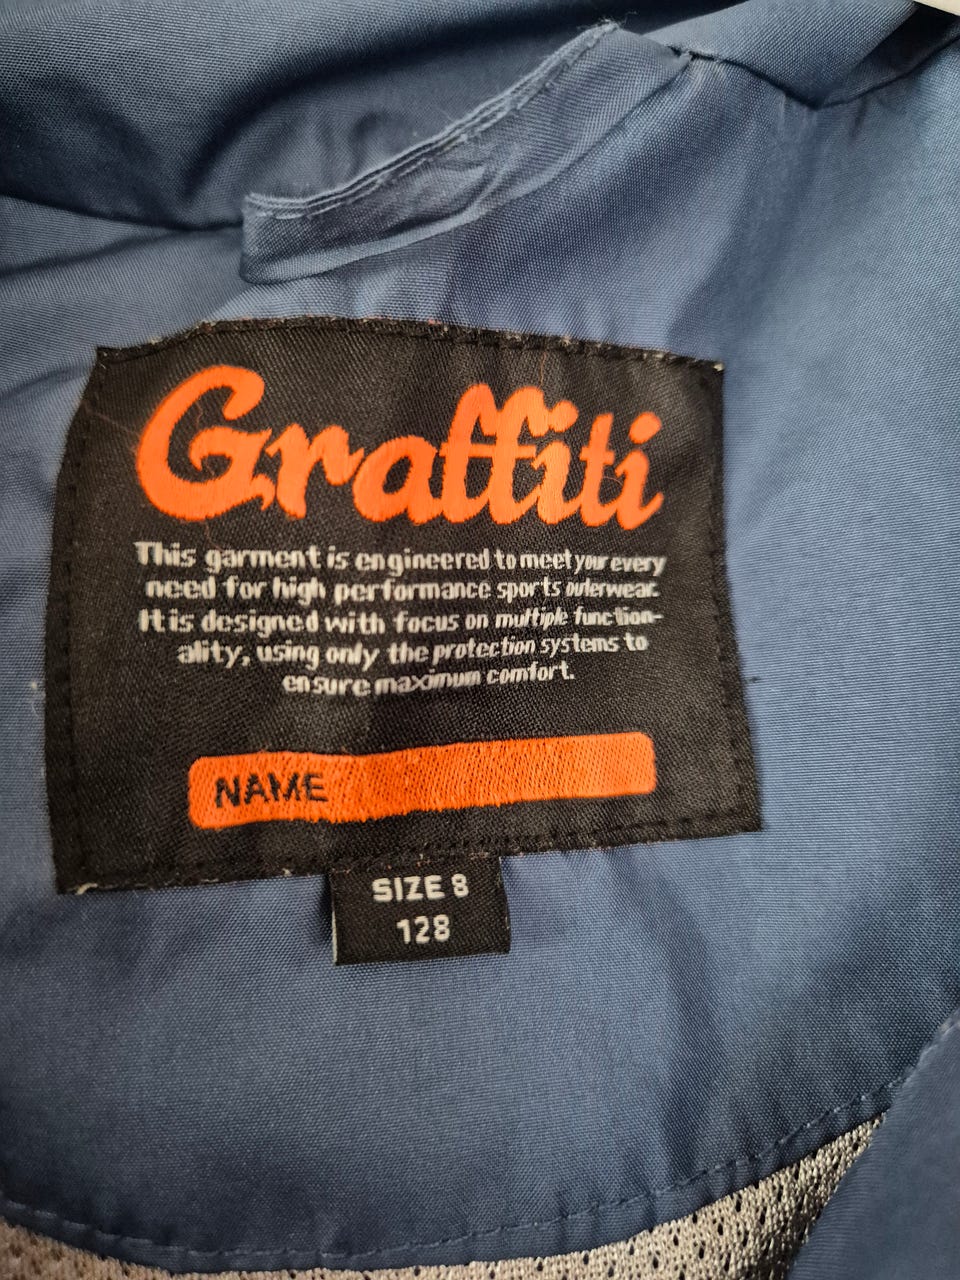 Graffiti
This garment is engineered to meet your every
need for high performance sports outerwear.
It is designed with focus on multiple function-
ality, using only the protection systems to
ensure maximum comfort.
NAME
SIZE 8
128